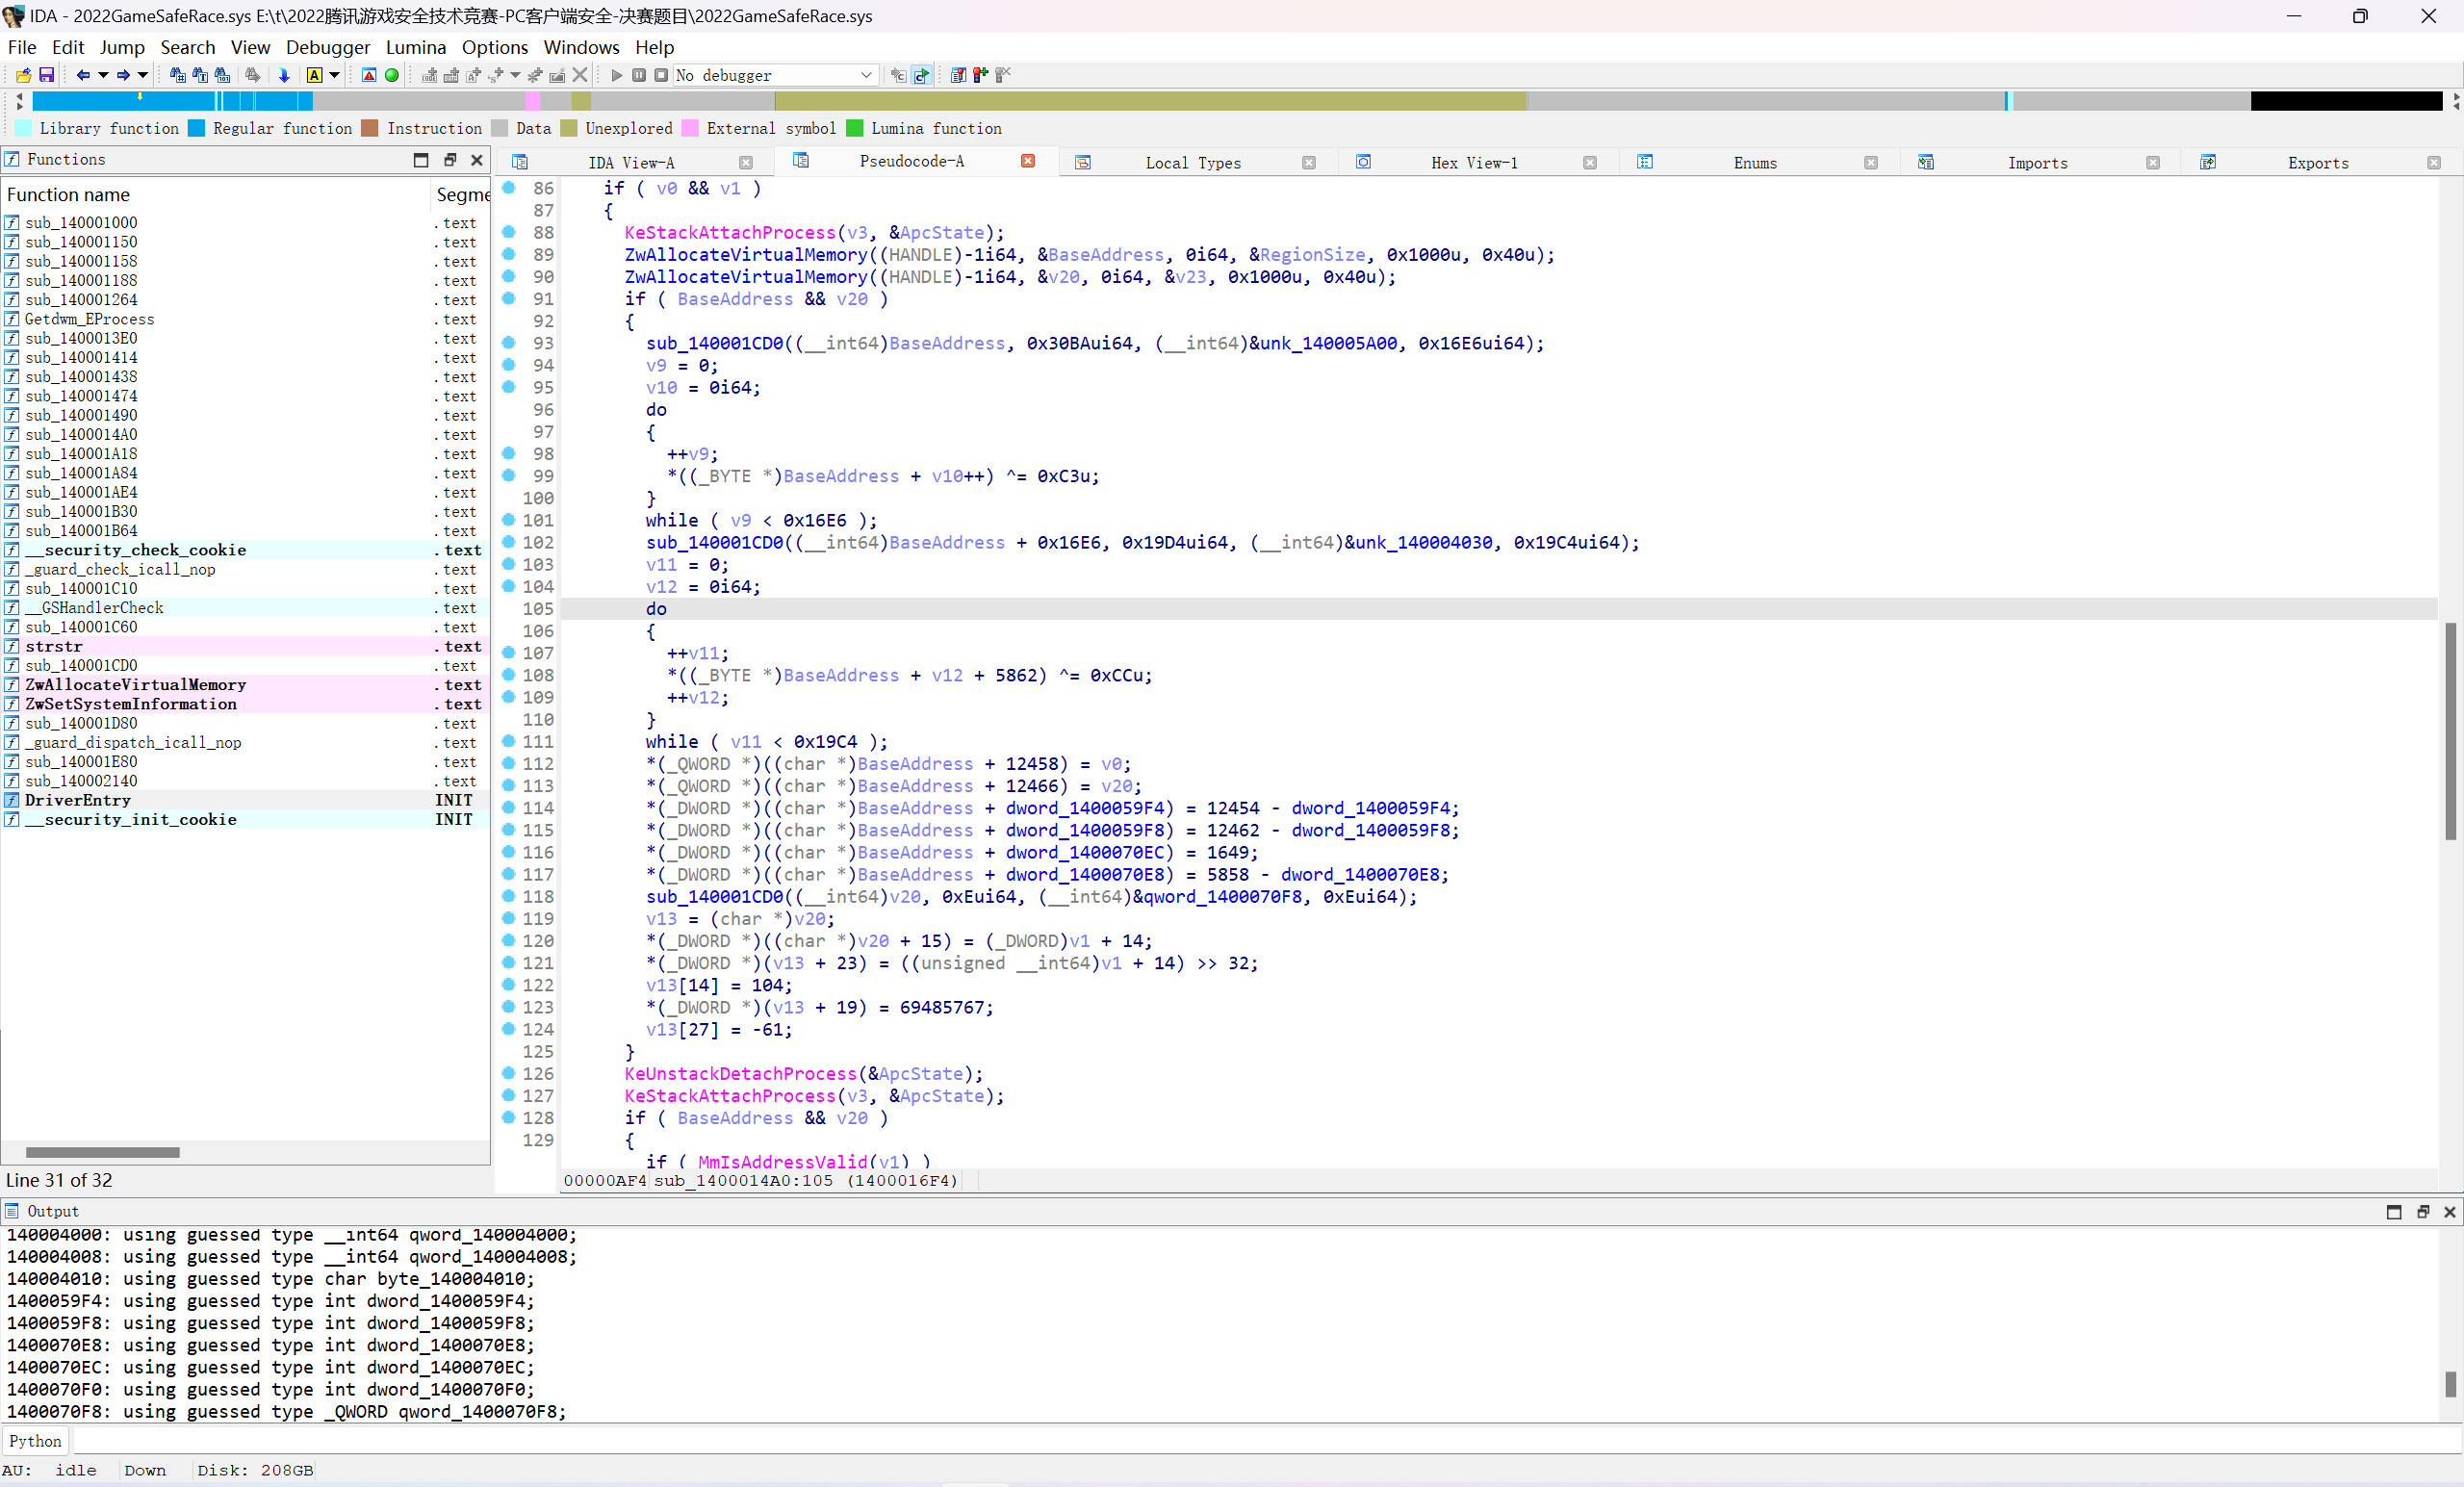 IDA - 2022GameSafeRace.sys E:\t\2022腾讯游戏安全技术竞赛-PC客户端安全-决赛题目\2022GameSafeRace.sys
File Edit Jump Search View Debugger Lumina Options Windows Help
No debugger
Library function Regular function Instruction Data Unexplored External symbol Lumina function
Functions
IDA View-A Pseudocode-A Local Types Hex View-1 Enums Imports Exports
Function name Segme
sub_140001000 .text
sub_140001150 .text
sub_140001158 .text
sub_140001188 .text
sub_140001264 .text
Getdwm_EProcess .text
sub_1400013E0 .text
sub_140001414 .text
sub_140001438 .text
sub_140001474 .text
sub_140001490 .text
sub_1400014A0 .text
sub_140001A18 .text
sub_140001A84 .text
sub_140001AE4 .text
sub_140001B30 .text
sub_140001B64 .text
__security_check_cookie .text
_guard_check_icall_nop .text
sub_140001C10 .text
__GSHandlerCheck .text
sub_140001C60 .text
strstr .text
sub_140001CD0 .text
ZwAllocateVirtualMemory .text
ZwSetSystemInformation .text
sub_140001D80 .text
_guard_dispatch_icall_nop .text
sub_140001E80 .text
sub_140002140 .text
DriverEntry INIT
__security_init_cookie INIT
Line 31 of 32
86 if ( v0 && v1 )
87 {
88 KeStackAttachProcess(v3, &ApcState);
89 ZwAllocateVirtualMemory((HANDLE)-1i64, &BaseAddress, 0i64, &RegionSize, 0x1000u, 0x40u);
90 ZwAllocateVirtualMemory((HANDLE)-1i64, &v20, 0i64, &v23, 0x1000u, 0x40u);
91 if ( BaseAddress && v20 )
92 {
93 sub_140001CD0((__int64)BaseAddress, 0x30BAui64, (__int64)&unk_140005A00, 0x16E6ui64);
94 v9 = 0;
95 v10 = 0i64;
96 do
97 {
98 ++v9;
99 *((_BYTE *)BaseAddress + v10++) ^= 0xC3u;
100 }
101 while ( v9 < 0x16E6 );
102 sub_140001CD0((__int64)BaseAddress + 0x16E6, 0x19D4ui64, (__int64)&unk_140004030, 0x19C4ui64);
103 v11 = 0;
104 v12 = 0i64;
105 do
106 {
107 ++v11;
108 *((_BYTE *)BaseAddress + v12 + 5862) ^= 0xCCu;
109 ++v12;
110 }
111 while ( v11 < 0x19C4 );
112 *(_QWORD *)((char *)BaseAddress + 12458) = v0;
113 *(_QWORD *)((char *)BaseAddress + 12466) = v20;
114 *(_DWORD *)((char *)BaseAddress + dword_1400059F4) = 12454 - dword_1400059F4;
115 *(_DWORD *)((char *)BaseAddress + dword_1400059F8) = 12462 - dword_1400059F8;
116 *(_DWORD *)((char *)BaseAddress + dword_1400070EC) = 1649;
117 *(_DWORD *)((char *)BaseAddress + dword_1400070E8) = 5858 - dword_1400070E8;
118 sub_140001CD0((__int64)v20, 0xEui64, (__int64)&qword_1400070F8, 0xEui64);
119 v13 = (char *)v20;
120 *(_DWORD *)((char *)v20 + 15) = (_DWORD)v1 + 14;
121 *(_DWORD *)(v13 + 23) = ((unsigned __int64)v1 + 14) >> 32;
122 v13[14] = 104;
123 *(_DWORD *)(v13 + 19) = 69485767;
124 v13[27] = -61;
125 }
126 KeUnstackDetachProcess(&ApcState);
127 KeStackAttachProcess(v3, &ApcState);
128 if ( BaseAddress && v20 )
129 {
if ( MmIsAddressValid(v1) )
00000AF4 sub_1400014A0:105 (1400016F4)
Output
140004000: using guessed type __int64 qword_140004000;
140004008: using guessed type __int64 qword_140004008;
140004010: using guessed type char byte_140004010;
1400059F4: using guessed type int dword_1400059F4;
1400059F8: using guessed type int dword_1400059F8;
1400070E8: using guessed type int dword_1400070E8;
1400070EC: using guessed type int dword_1400070EC;
1400070F0: using guessed type int dword_1400070F0;
1400070F8: using guessed type _QWORD qword_1400070F8;
Python
AU: idle Down Disk: 208GB